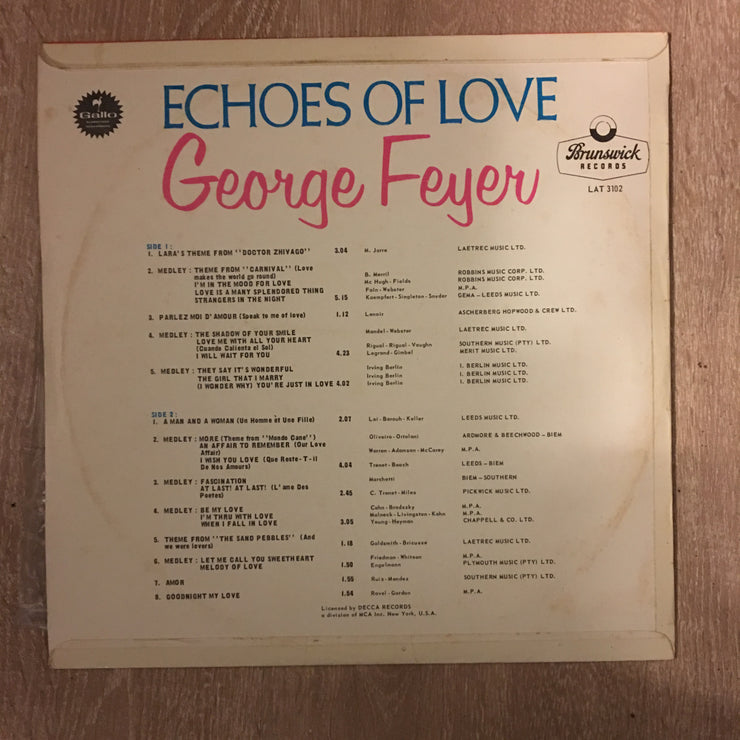 ECHOES OF LOVE
George Feyer
Gallo
Brunswick
RECORDS
LAT 3102
SIDE 1 :
1. LARA'S THEME FROM "DOCTOR ZHIVAGO" 3.04 M. Jarre LAETREC MUSIC LTD.
2. MEDLEY : THEME FROM "CARNIVAL" (Love B. Merril ROBBINS MUSIC CORP. LTD.
makes the world go round)
I'M IN THE MOOD FOR LOVE Mc Hugh - Fields ROBBINS MUSIC CORP. LTD.
LOVE IS A MANY SPLENDORED THING Fain - Webster M.P.A.
STRANGERS IN THE NIGHT 5.15 Kaempfert - Singleton - Snyder GEMA – LEEDS MUSIC LTD.
3. PARLEZ MOI D'AMOUR (Speak to me of love) 1.12 Lenoir ASCHERBERG HOPWOOD & CREW LTD.
4. MEDLEY : THE SHADOW OF YOUR SMILE Mandel - Webster LAETREC MUSIC LTD.
LOVE ME WITH ALL YOUR HEART
(Cuando Calienta el Sol) Rigual - Rigual - Vaughn SOUTHERN MUSIC (PTY) LTD.
I WILL WAIT FOR YOU 4.23 Legrand - Gimbel MERIT MUSIC LTD.
5. MEDLEY : THEY SAY IT'S WONDERFUL Irving Berlin I. BERLIN MUSIC LTD.
THE GIRL THAT I MARRY Irving Berlin I. BERLIN MUSIC LTD.
(I WONDER WHY) YOU'RE JUST IN LOVE 4.02 Irving Berlin I. BERLIN MUSIC LTD.
SIDE 2 :
1. A MAN AND A WOMAN (Un Homme et Une Fille) 2.07 Lai - Barouh - Keller LEEDS MUSIC LTD.
2. MEDLEY : MORE (Theme from "Mondo Cane") Oliveiro - Ortolani ARDMORE & BEECHWOOD – BIEM
AN AFFAIR TO REMEMBER (Our Love
Affair) Warren - Adamson - McCarey M.P.A.
I WISH YOU LOVE (Que Reste - T - il
De Nos Amours) 4.04 Trenet - Beach LEEDS – BIEM
3. MEDLEY : FASCINATION Marchetti BIEM – SOUTHERN
AT LAST! AT LAST! (L'ame Des
Poetes) 2.45 C. Trenet - Miles PICKWICK MUSIC LTD.
4. MEDLEY : BE MY LOVE Cahn - Brodszky M.P.A.
I'M THRU WITH LOVE Malneck - Livingston - Kahn M.P.A.
WHEN I FALL IN LOVE 3.05 Young - Heyman CHAPPELL & CO. LTD.
5. THEME FROM "THE SAND PEBBLES" (And
we were lovers) 1.18 Goldsmith - Bricusse LAETREC MUSIC LTD.
6. MEDLEY : LET ME CALL YOU SWEETHEART Friedman - Whitson M.P.A.
MELODY OF LOVE 1.50 Engelmann PLYMOUTH MUSIC (PTY) LTD.
7. AMOR 1.55 Ruiz - Mendez SOUTHERN MUSIC (PTY) LTD.
8. GOODNIGHT MY LOVE 1.54 Revel - Gordon M.P.A.
Licensed by DECCA RECORDS
a division of MCA Inc. New York, U.S.A.